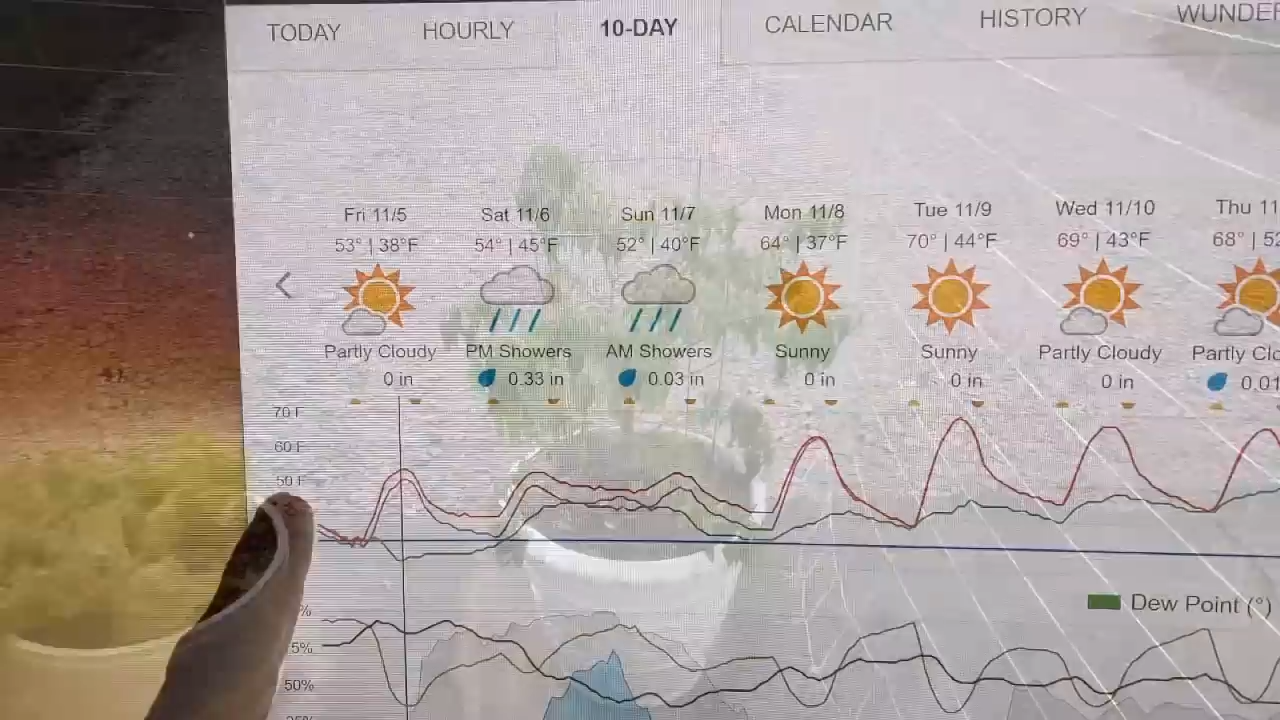 TODAY HOURLY 10-DAY CALENDAR HISTORY WUNDER
Fri 11/5 Sat 11/6 Sun 11/7 Mon 11/8 Tue 11/9 Wed 11/10 Thu 11
53° | 38°F 54° | 45°F 52° | 40°F 64° | 37°F 70° | 44°F 69° | 43°F 68° | 52
Partly Cloudy PM Showers AM Showers Sunny Sunny Partly Cloudy Partly Clo
0 in 0.33 in 0.03 in 0 in 0 in 0 in 0.01
70 F
60 F
50 F
Dew Point (°)
%
5%
50%
25%